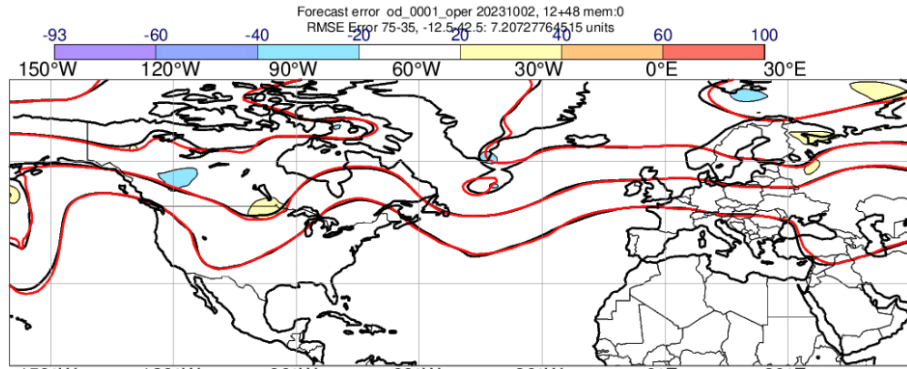 Forecast error od_0001_oper 20231002, 12+48 mem:0
RMSE Error 75-35, -12.5-42.5: 7.20727764515 units
-93 -60 -40 -20 20 40 60 100
150°W 120°W 90°W 60°W 30°W 0°E 30°E